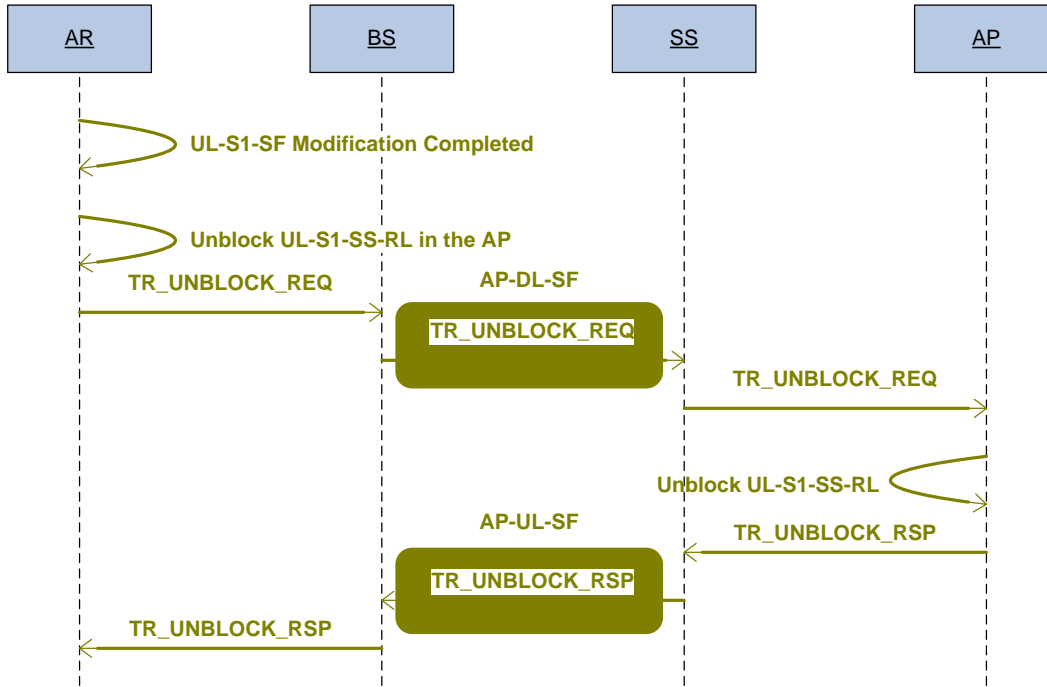 AR
BS
SS
AP
UL-S1-SF Modification Completed
Unblock UL-S1-SS-RL in the AP
TR_UNBLOCK_REQ
AP-DL-SF
TR_UNBLOCK_REQ
TR_UNBLOCK_REQ
Unblock UL-S1-SS-RL
AP-UL-SF
TR_UNBLOCK_RSP
TR_UNBLOCK_RSP
TR_UNBLOCK_RSP